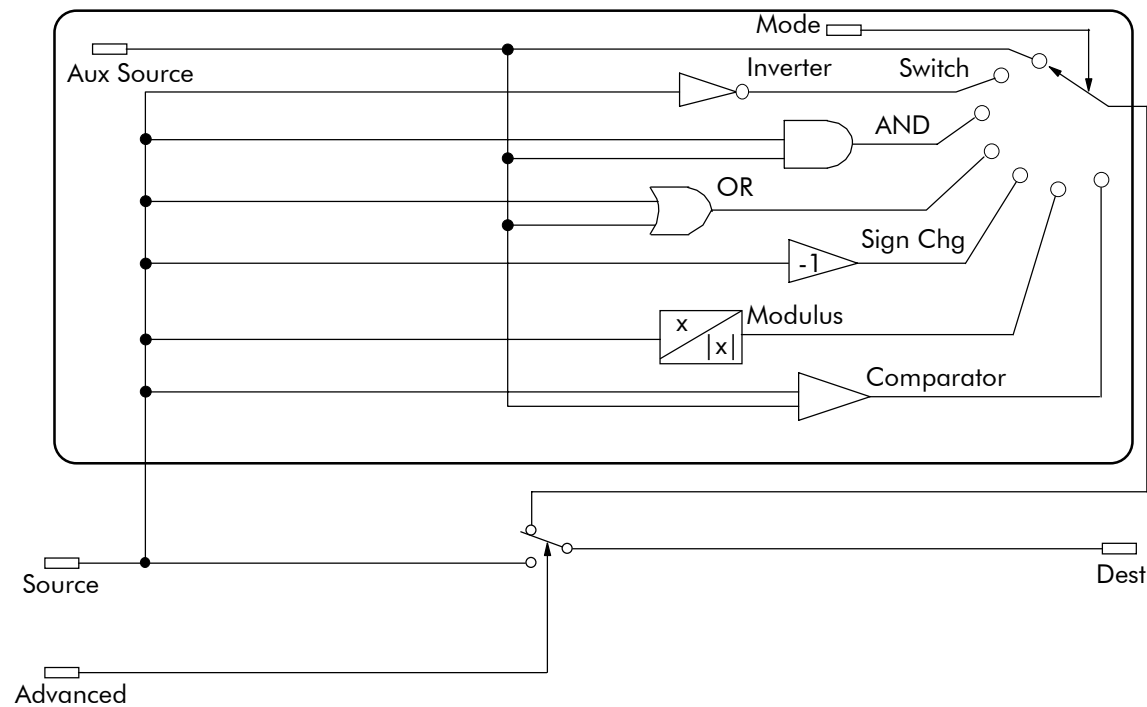 Mode
Aux Source
Inverter
Switch
AND
OR
Sign Chg
-1
Modulus
x
|x|
Comparator
Source
Dest
Advanced